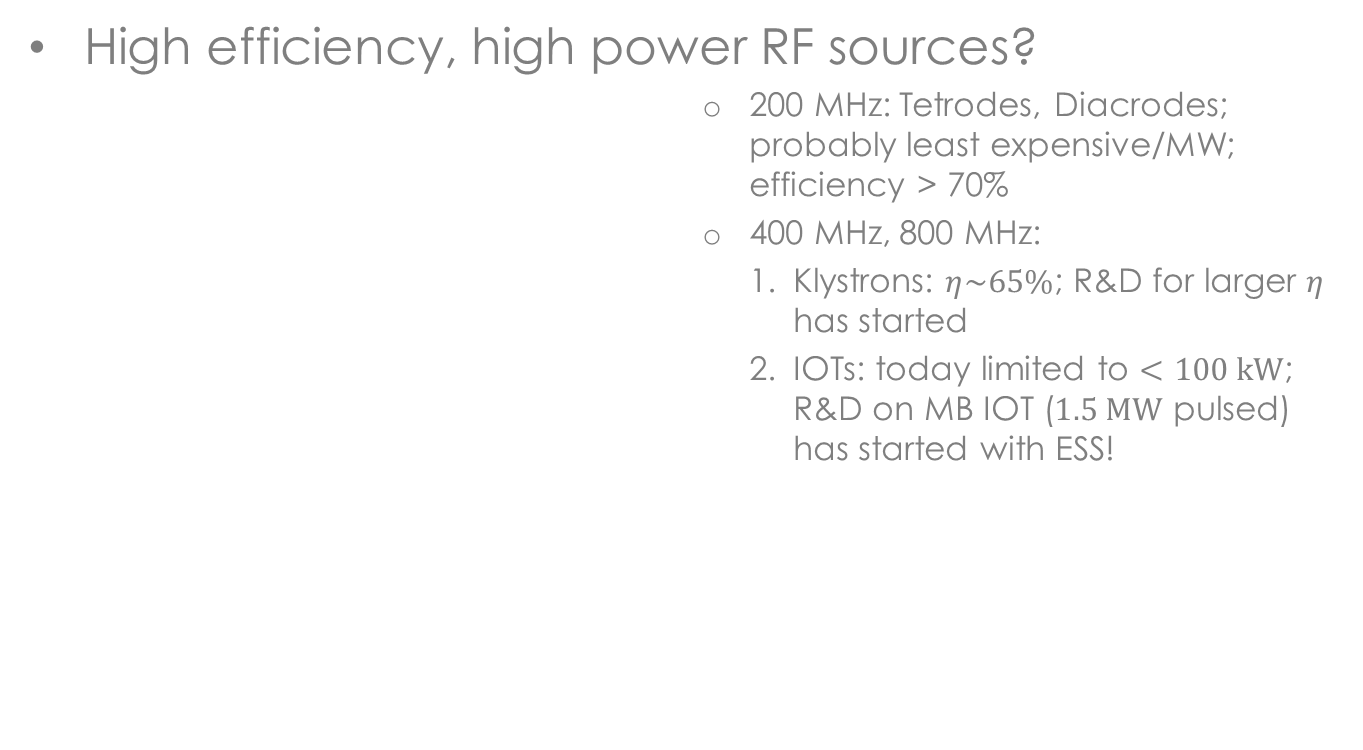 • High efficiency, high power RF sources?
o 200 MHz: Tetrodes, Diacrodes;
probably least expensive/MW;
efficiency > 70%
o 400 MHz, 800 MHz:
1. Klystrons: 𝜂~65%; R&D for larger 𝜂
has started
2. IOTs: today limited to < 100 kW;
R&D on MB IOT (1.5 MW pulsed)
has started with ESS!